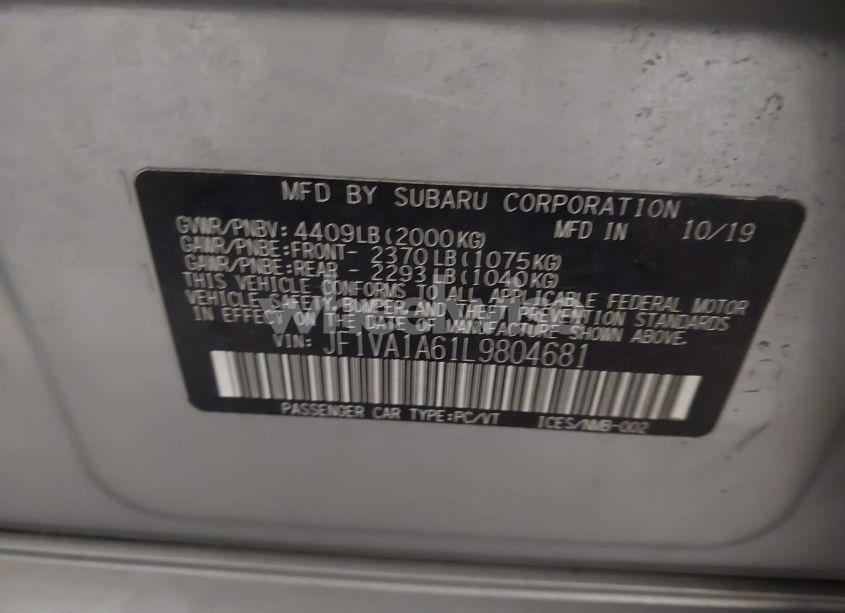 MFD BY SUBARU CORPORATION
GVWR/PNBV: 4409LB(2000KG) MFD IN 10/19
GAWR/PNBE:FRONT- 2370LB(1075KG)
GAWR/PNBE:REAR - 2293LB(1040KG)
THIS VEHICLE CONFORMS TO ALL APPLICABLE FEDERAL MOTOR
VEHICLE SAFETY,BUMPER,AND THEFT PREVENTION STANDARDS
IN EFFECT ON THE DATE OF MANUFACTURE SHOWN ABOVE.
VIN: JF1VA1A61L9804681
PASSENGER CAR TYPE:PC/VT ICES/NMB-002